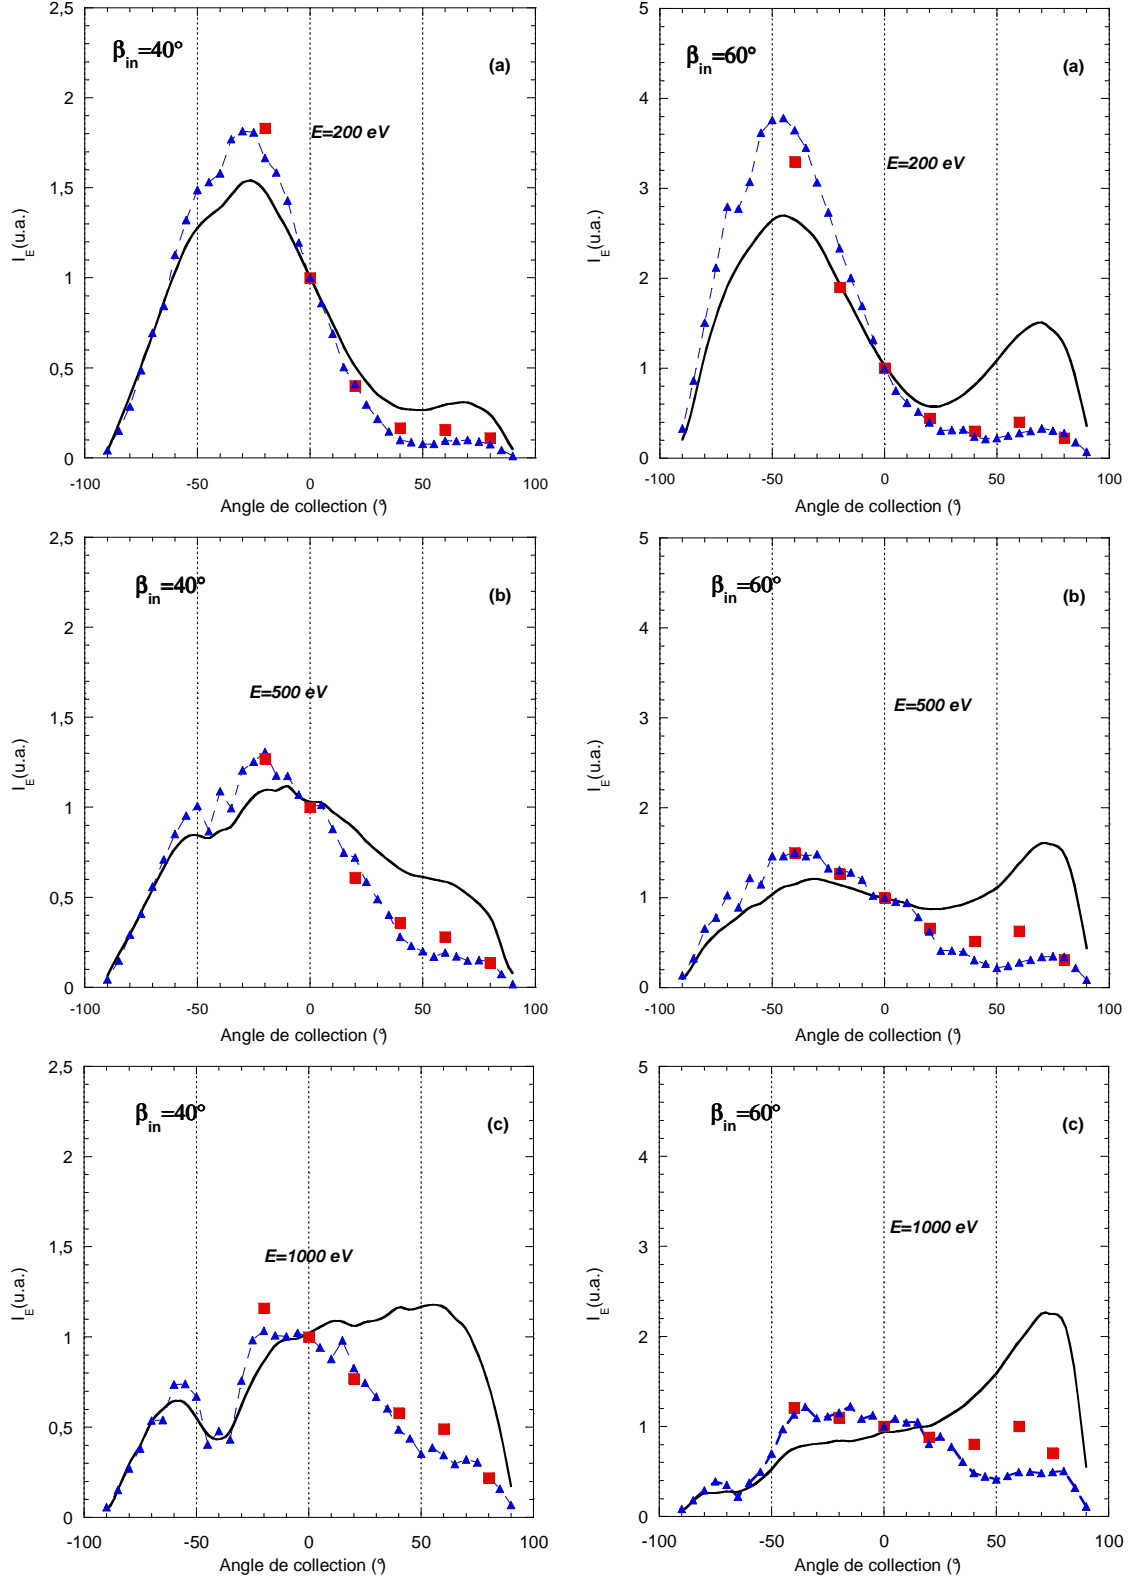 2,5
β_in=40°
(a)
2
E=200 eV
1,5
I_E(u.a.)
1
0,5
0
-100 -50 0 50 100
Angle de collection (°)
5
β_in=60°
(a)
4
E=200 eV
3
I_E(u.a.)
2
1
0
-100 -50 0 50 100
Angle de collection (°)
2,5
β_in=40°
(b)
2
E=500 eV
1,5
I_E(u.a.)
1
0,5
0
-100 -50 0 50 100
Angle de collection (°)
5
β_in=60°
(b)
4
E=500 eV
3
I_E(u.a.)
2
1
0
-100 -50 0 50 100
Angle de collection (°)
2,5
β_in=40°
(c)
2
E=1000 eV
1,5
I_E(u.a.)
1
0,5
0
-100 -50 0 50 100
Angle de collection (°)
5
β_in=60°
(c)
4
E=1000 eV
3
I_E(u.a.)
2
1
0
-100 -50 0 50 100
Angle de collection (°)